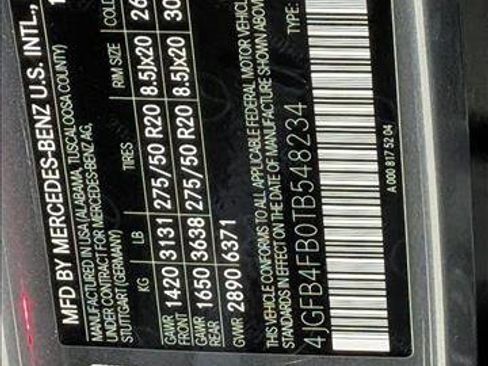 MFD BY MERCEDES-BENZ U.S. INTL.,
MANUFACTURED IN USA (ALABAMA, TUSCALOOSA COUNTY)
UNDER CONTRACT FOR MERCEDES-BENZ AG,
STUTTGART (GERMANY)
KG LB TIRES RIM SIZE COLD
GAWR FRONT 1420 3131 275/50 R20 8.5Jx20 26
GAWR REAR 1650 3638 275/50 R20 8.5Jx20 30
GVWR 2890 6371
THIS VEHICLE CONFORMS TO ALL APPLICABLE FEDERAL MOTOR VEHICLE
IN EFFECT ON THE DATE OF MANUFACTURE SHOWN ABOVE
4JGFB4FB0TB548234 TYPE:
A 000 817 52 04